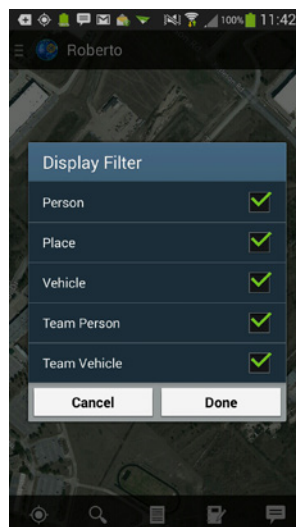 100% 11:42
Roberto
Display Filter
Person
Place
Vehicle
Team Person
Team Vehicle
Cancel Done